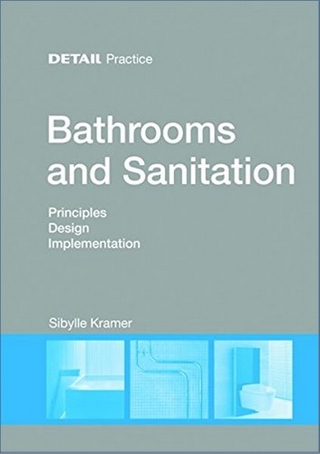 DETAIL Practice
Bathrooms
and Sanitation
Principles
Design
Implementation
Sibylle Kramer